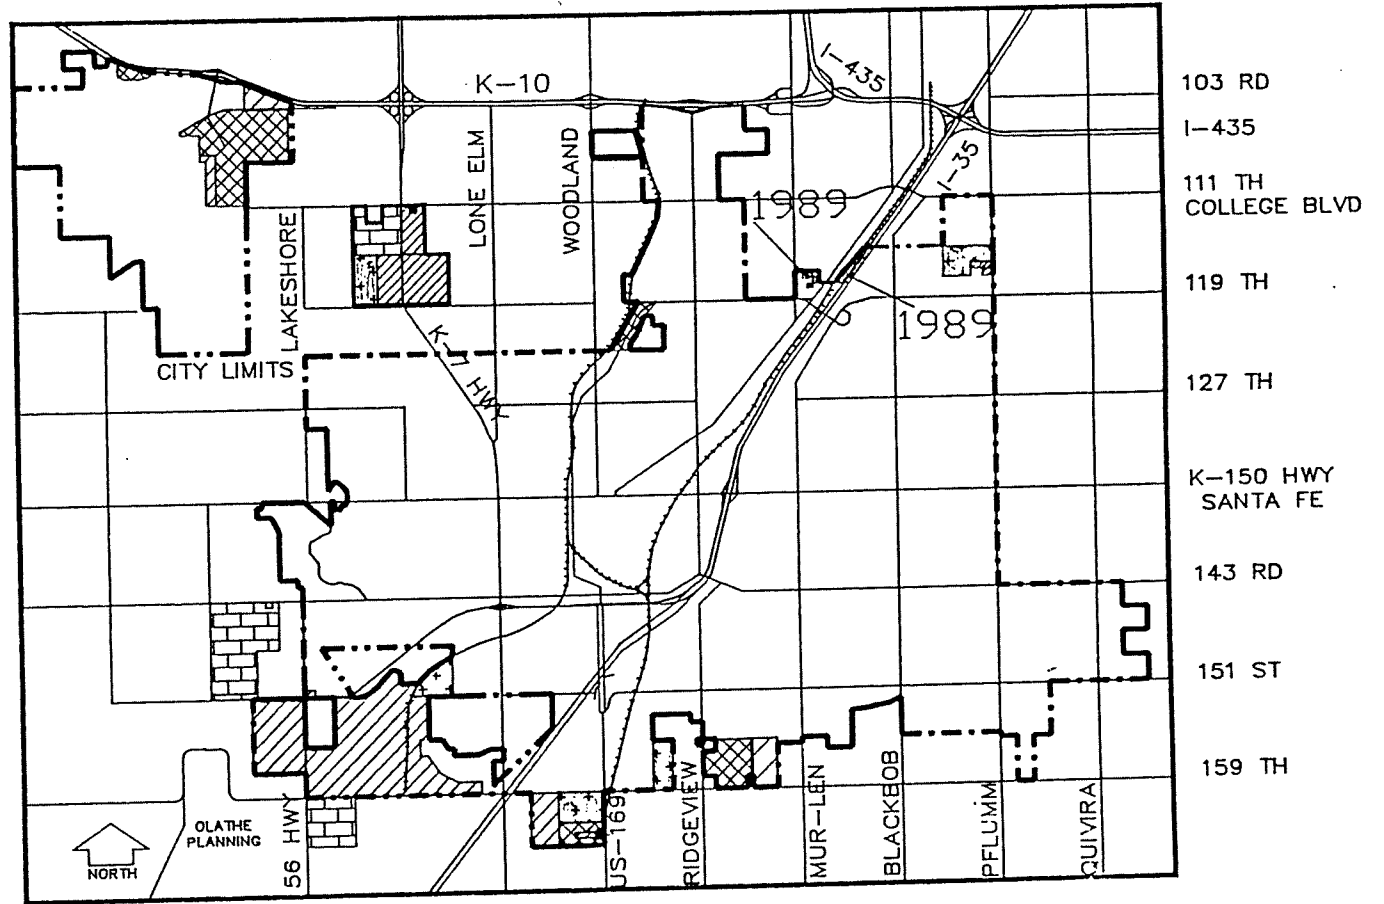 K-10
I-435
103 RD
I-435
I-35
LONE ELM
WOODLAND
111 TH
COLLEGE BLVD
1989
LAKESHORE
119 TH
1989
K-7 HWY
CITY LIMITS
127 TH
K-150 HWY
SANTA FE
143 RD
151 ST
159 TH
OLATHE
PLANNING
NORTH
56 HWY
US-169
RIDGEVIEW
MUR-LEN
BLACKBOB
PFLUMM
QUIVIRA